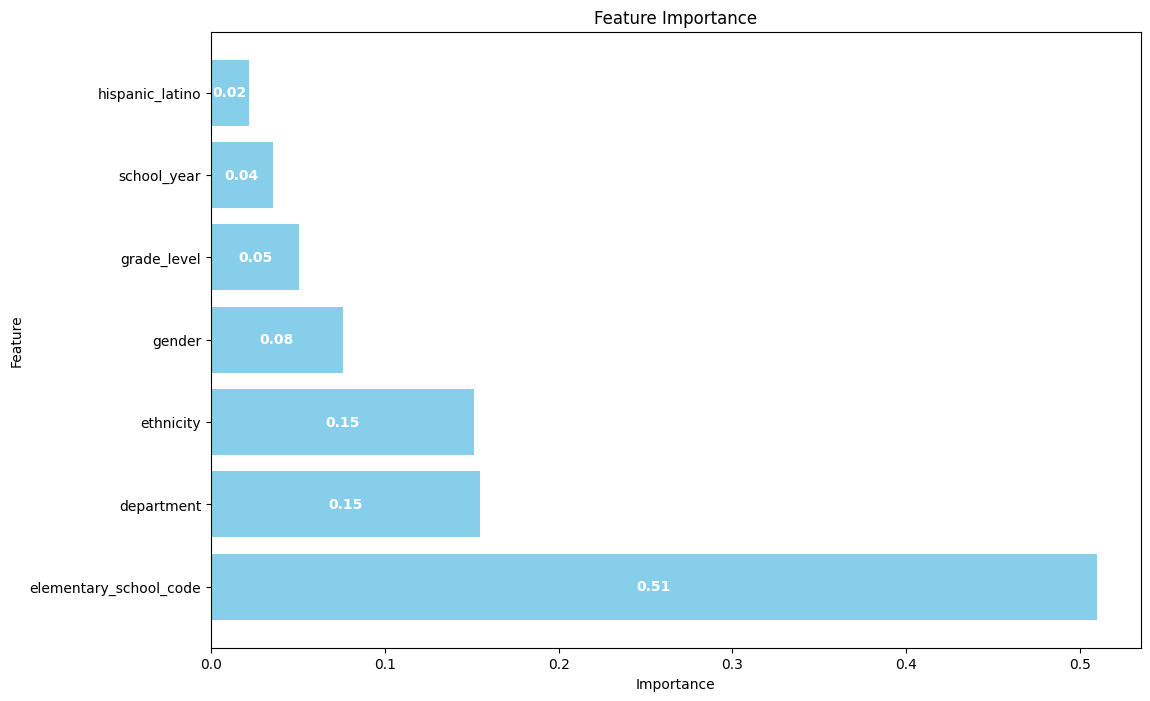 Feature Importance
hispanic_latino
0.02
school_year
0.04
grade_level
0.05
gender
0.08
ethnicity
0.15
department
0.15
elementary_school_code
0.51
Feature
0.0 0.1 0.2 0.3 0.4 0.5
Importance